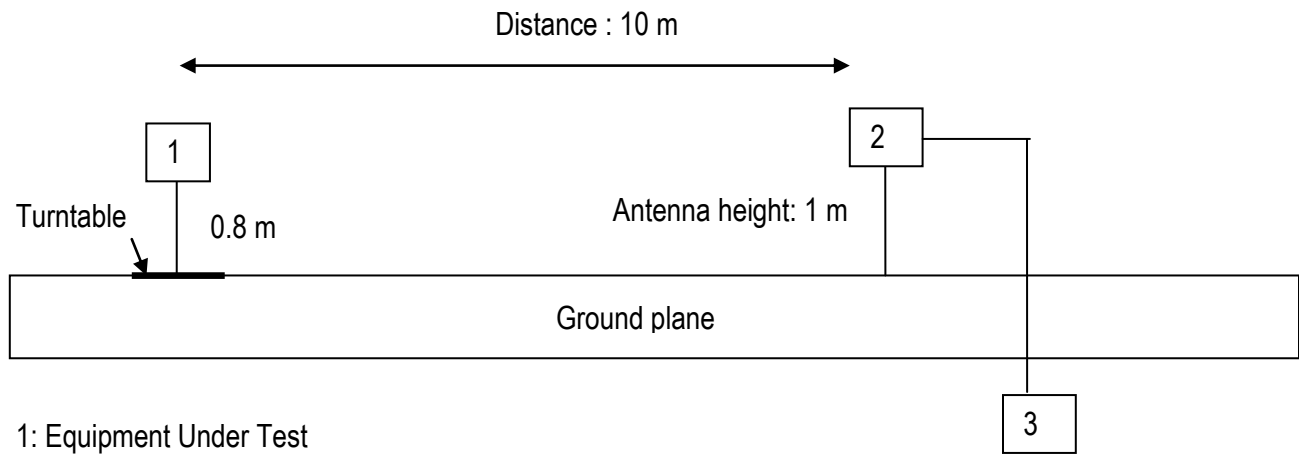 Distance : 10 m
1
2
Turntable
0.8 m
Antenna height: 1 m
Ground plane
1: Equipment Under Test
3